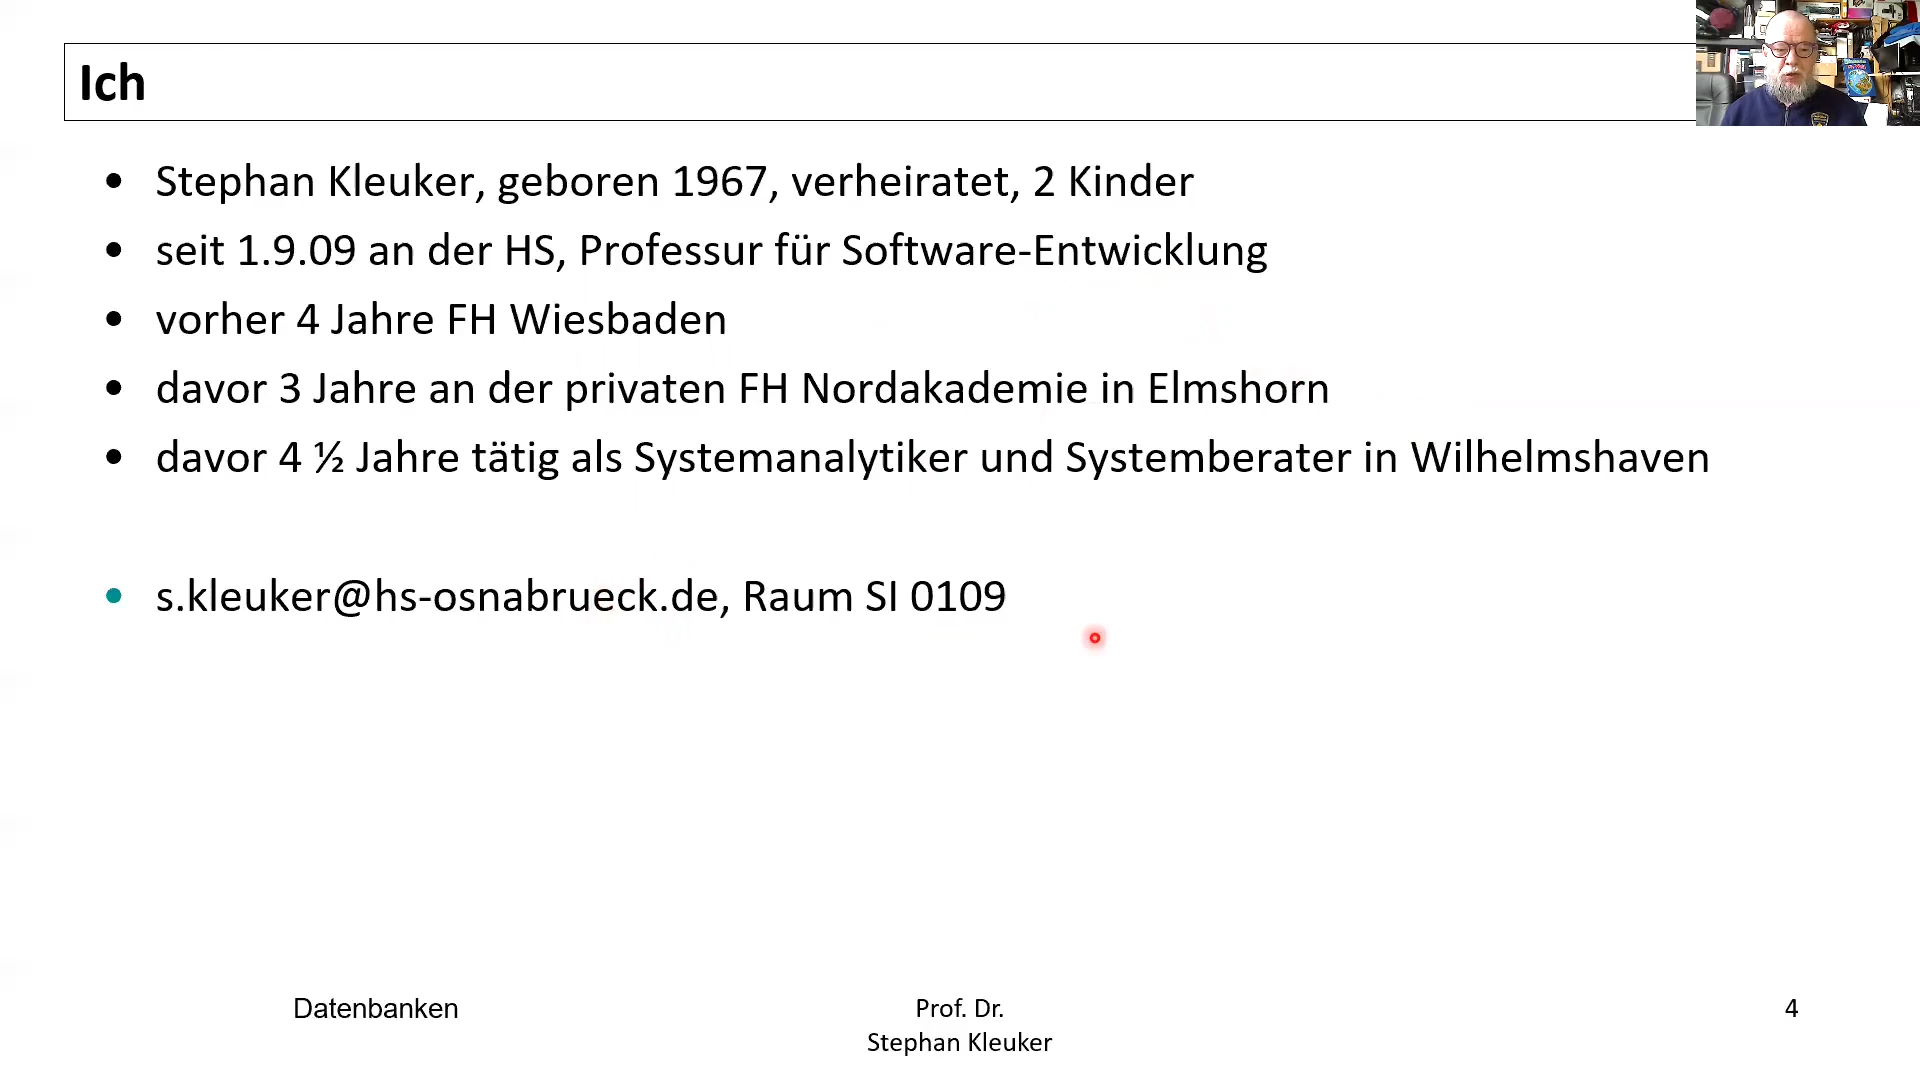 Ich
• Stephan Kleuker, geboren 1967, verheiratet, 2 Kinder
• seit 1.9.09 an der HS, Professur für Software-Entwicklung
• vorher 4 Jahre FH Wiesbaden
• davor 3 Jahre an der privaten FH Nordakademie in Elmshorn
• davor 4 ½ Jahre tätig als Systemanalytiker und Systemberater in Wilhelmshaven
• s.kleuker@hs-osnabrueck.de, Raum SI 0109
Datenbanken
Prof. Dr.
Stephan Kleuker
4